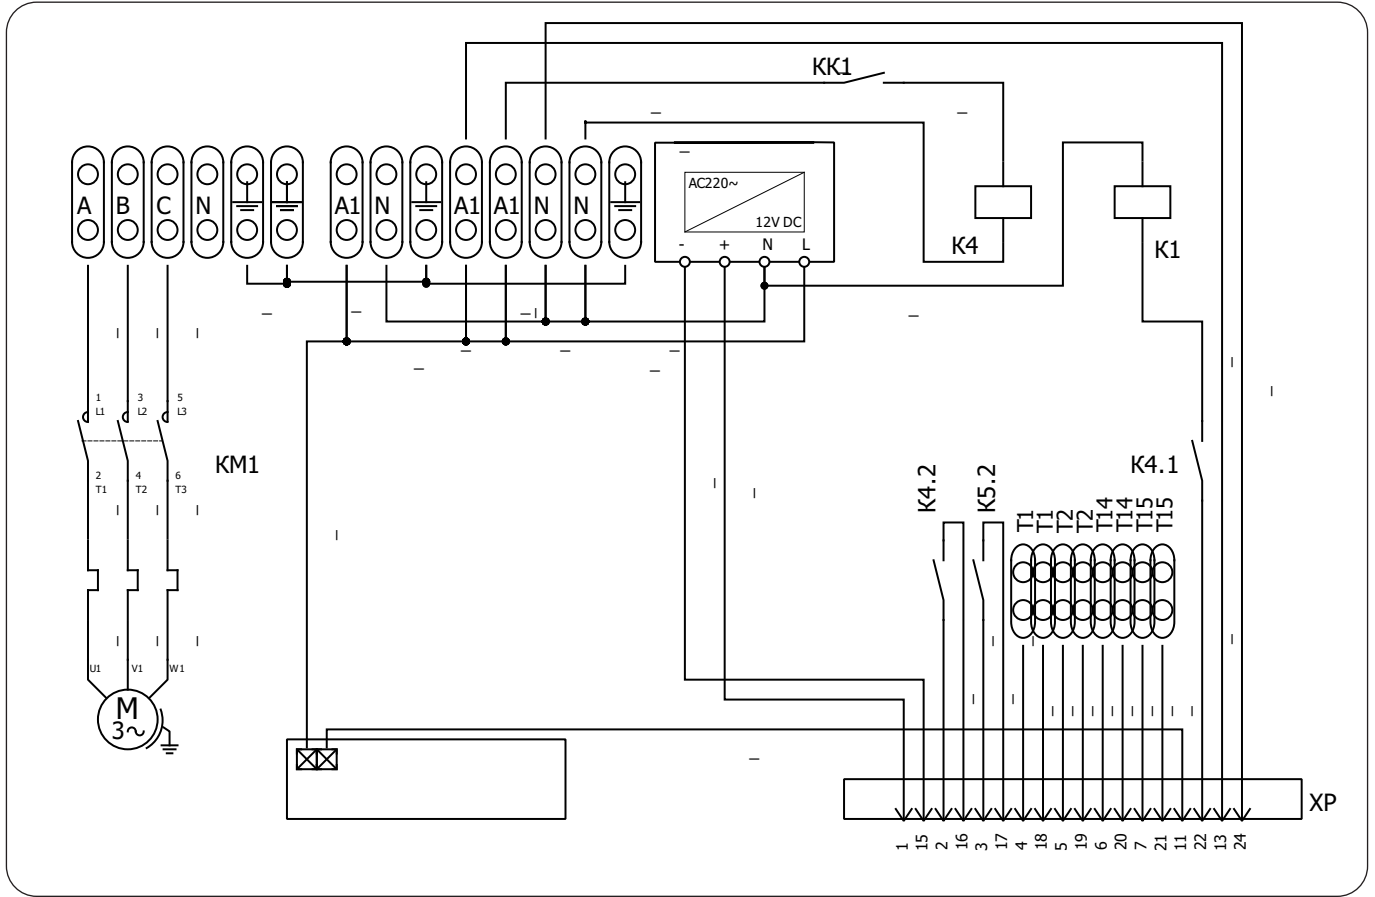 KK1
A B C N A1 N A1 A1 N N
AC220~
12V DC
- + N L
K4
K1
1 3 5
L1 L2 L3
KM1
2 4 6
T1 T2 T3
K4.2
K5.2
K4.1
T1 T1 T2 T2 T14 T14 T15 T15
U1 V1 W1
M
3~
XP
1 15 2 16 3 17 4 18 5 19 6 20 7 21 11 22 13 24